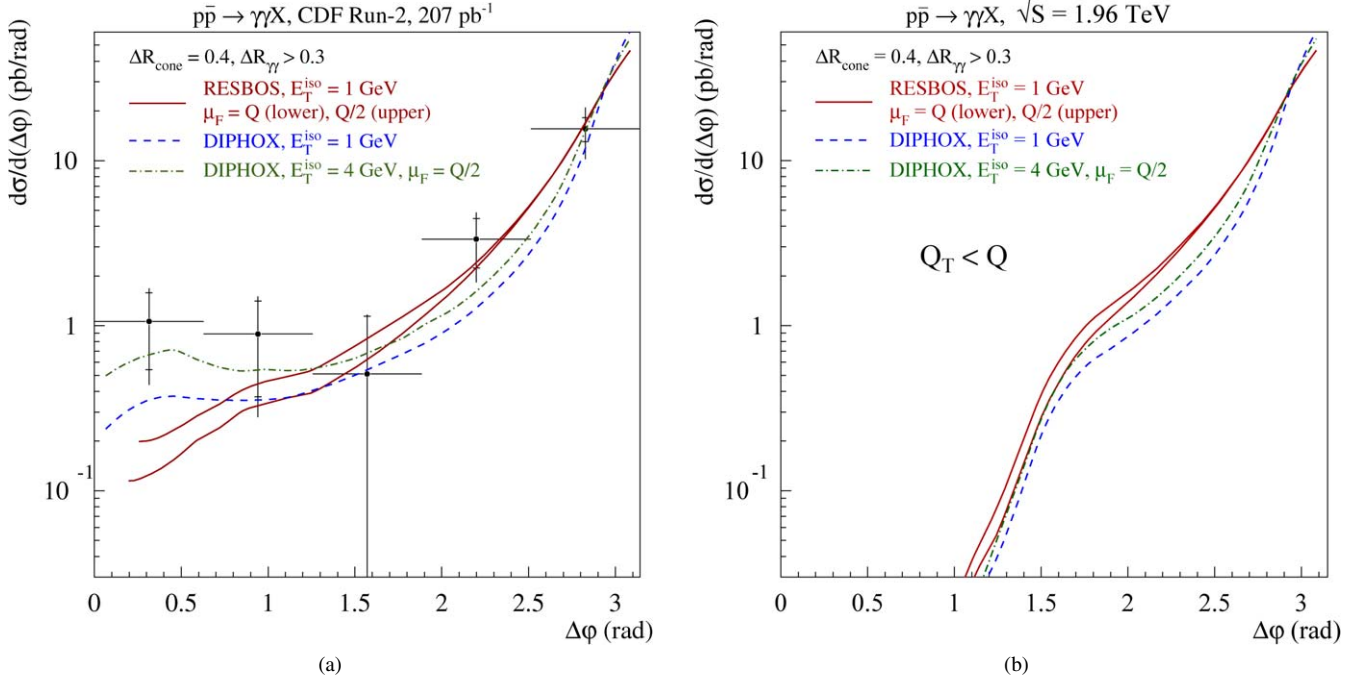 pp̄ → γγX, CDF Run-2, 207 pb⁻¹
dσ/d(Δφ) (pb/rad)
ΔR_cone = 0.4, ΔR_γγ > 0.3
RESBOS, E_T^iso = 1 GeV
μ_F = Q (lower), Q/2 (upper)
DIPHOX, E_T^iso = 1 GeV
DIPHOX, E_T^iso = 4 GeV, μ_F = Q/2
10
1
10⁻¹
0 0.5 1 1.5 2 2.5 3
Δφ (rad)
(a)
pp̄ → γγX, √S = 1.96 TeV
dσ/d(Δφ) (pb/rad)
ΔR_cone = 0.4, ΔR_γγ > 0.3
RESBOS, E_T^iso = 1 GeV
μ_F = Q (lower), Q/2 (upper)
DIPHOX, E_T^iso = 1 GeV
DIPHOX, E_T^iso = 4 GeV, μ_F = Q/2
Q_T < Q
10
1
10⁻¹
0 0.5 1 1.5 2 2.5 3
Δφ (rad)
(b)